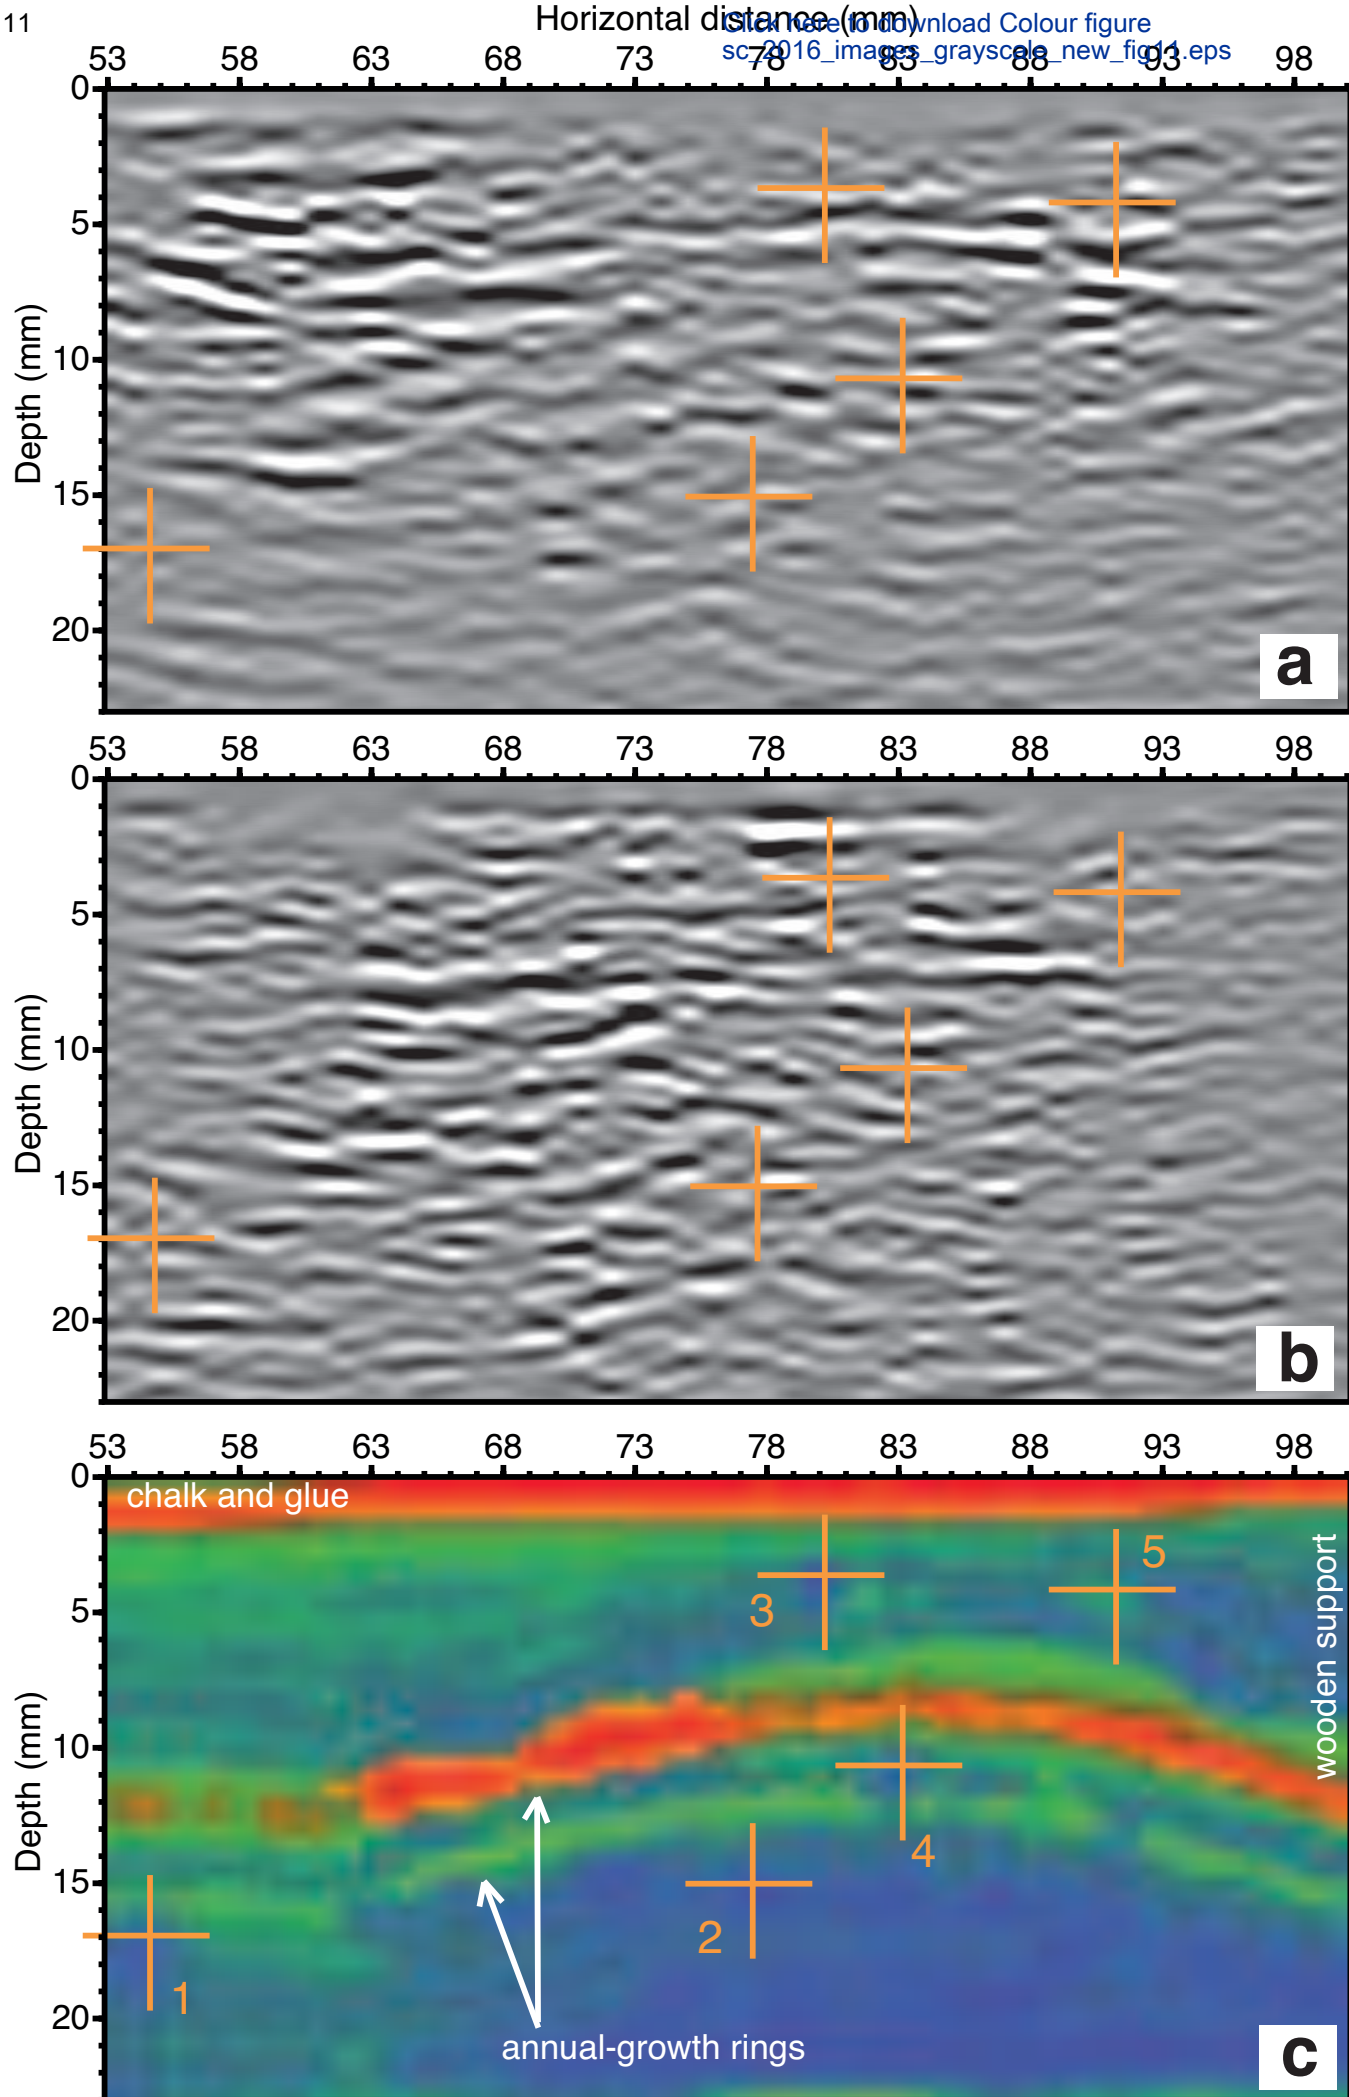 11
Horizontal distance (mm)
Click here to download Colour figure
sc_2016_images_grayscale_new_fig11.eps
53 58 63 68 73 78 83 88 93 98
0
5
10
15
20
Depth (mm)
a
53 58 63 68 73 78 83 88 93 98
0
5
10
15
20
Depth (mm)
b
53 58 63 68 73 78 83 88 93 98
0
5
10
15
20
Depth (mm)
chalk and glue
wooden support
5
3
4
2
1
annual-growth rings
c